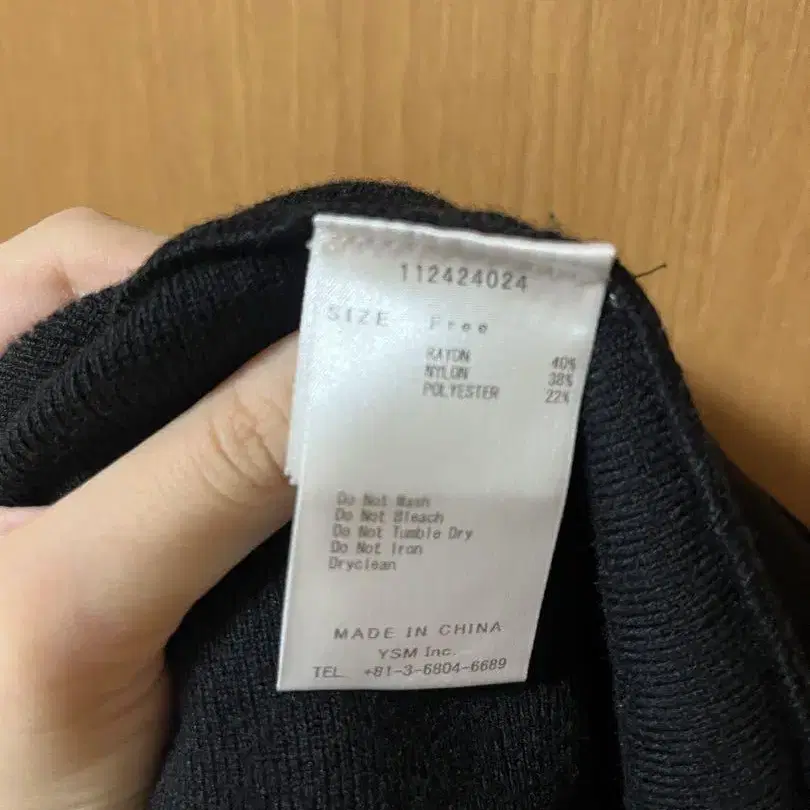 112424024
SIZE Free
RAYON 40%
NYLON 38%
POLYESTER 22%
Do Not Wash
Do Not Bleach
Do Not Tumble Dry
Do Not Iron
Dryclean
MADE IN CHINA
YSM Inc.
TEL. +81-3-6804-6689